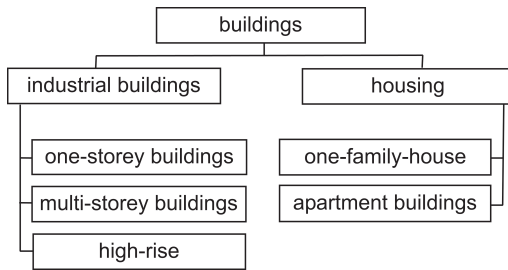 buildings
industrial buildings
housing
one-storey buildings
one-family-house
multi-storey buildings
apartment buildings
high-rise